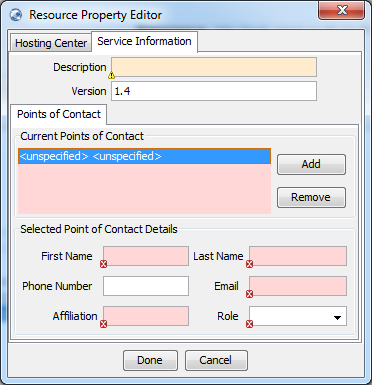 Resource Property Editor
Hosting Center Service Information
Description
Version 1.4
Points of Contact
Current Points of Contact
<unspecified> <unspecified>
Add
Remove
Selected Point of Contact Details
First Name Last Name
Phone Number Email
Affiliation Role
Done Cancel